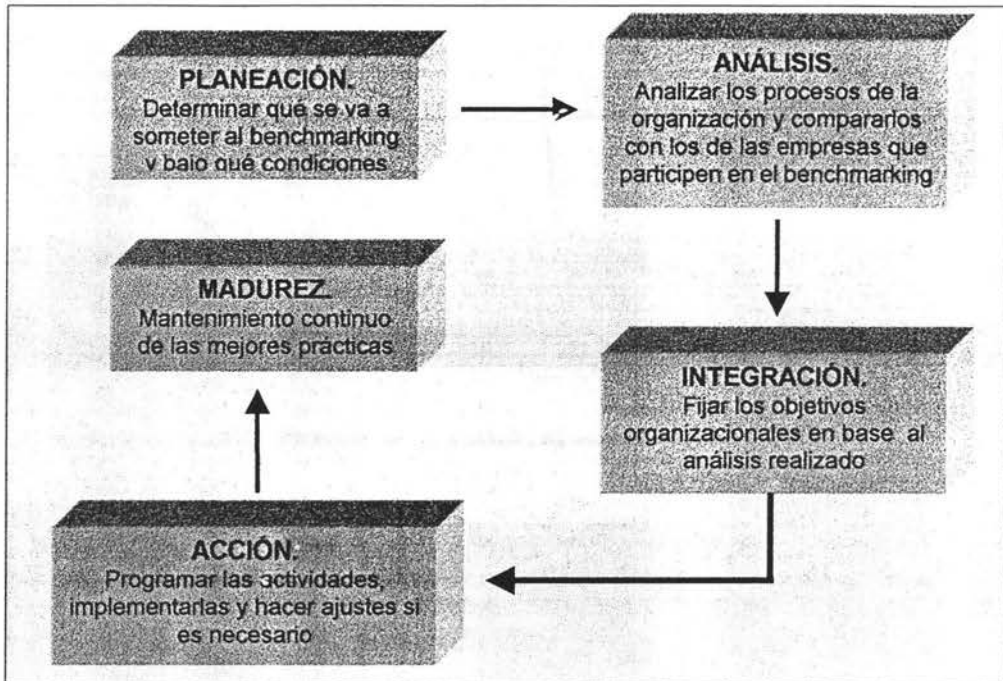 PLANEACIÓN.
Determinar qué se va a
someter al benchmarking
y bajo qué condiciones
ANÁLISIS.
Analizar los procesos de la
organización y compararlos
con los de las empresas que
participen en el benchmarking
INTEGRACIÓN.
Fijar los objetivos
organizacionales en base al
análisis realizado
ACCIÓN.
Programar las actividades,
implementarlas y hacer ajustes si
es necesario
MADUREZ.
Mantenimiento continuo
de las mejores prácticas